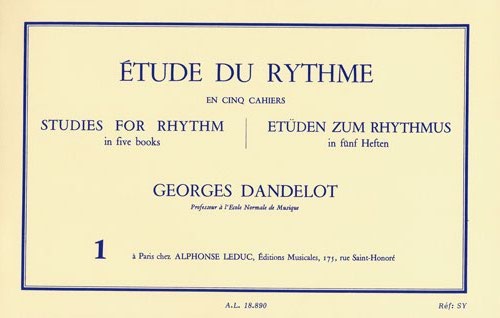 ÉTUDE DU RYTHME
EN CINQ CAHIERS
STUDIES FOR RHYTHM
in five books
ETÜDEN ZUM RHYTHMUS
in fünf Heften
GEORGES DANDELOT
Professeur à l'Ecole Normale de Musique
1
à Paris chez ALPHONSE LEDUC, Éditions Musicales, 175, rue Saint-Honoré
A.L. 18.890
Réf: SY